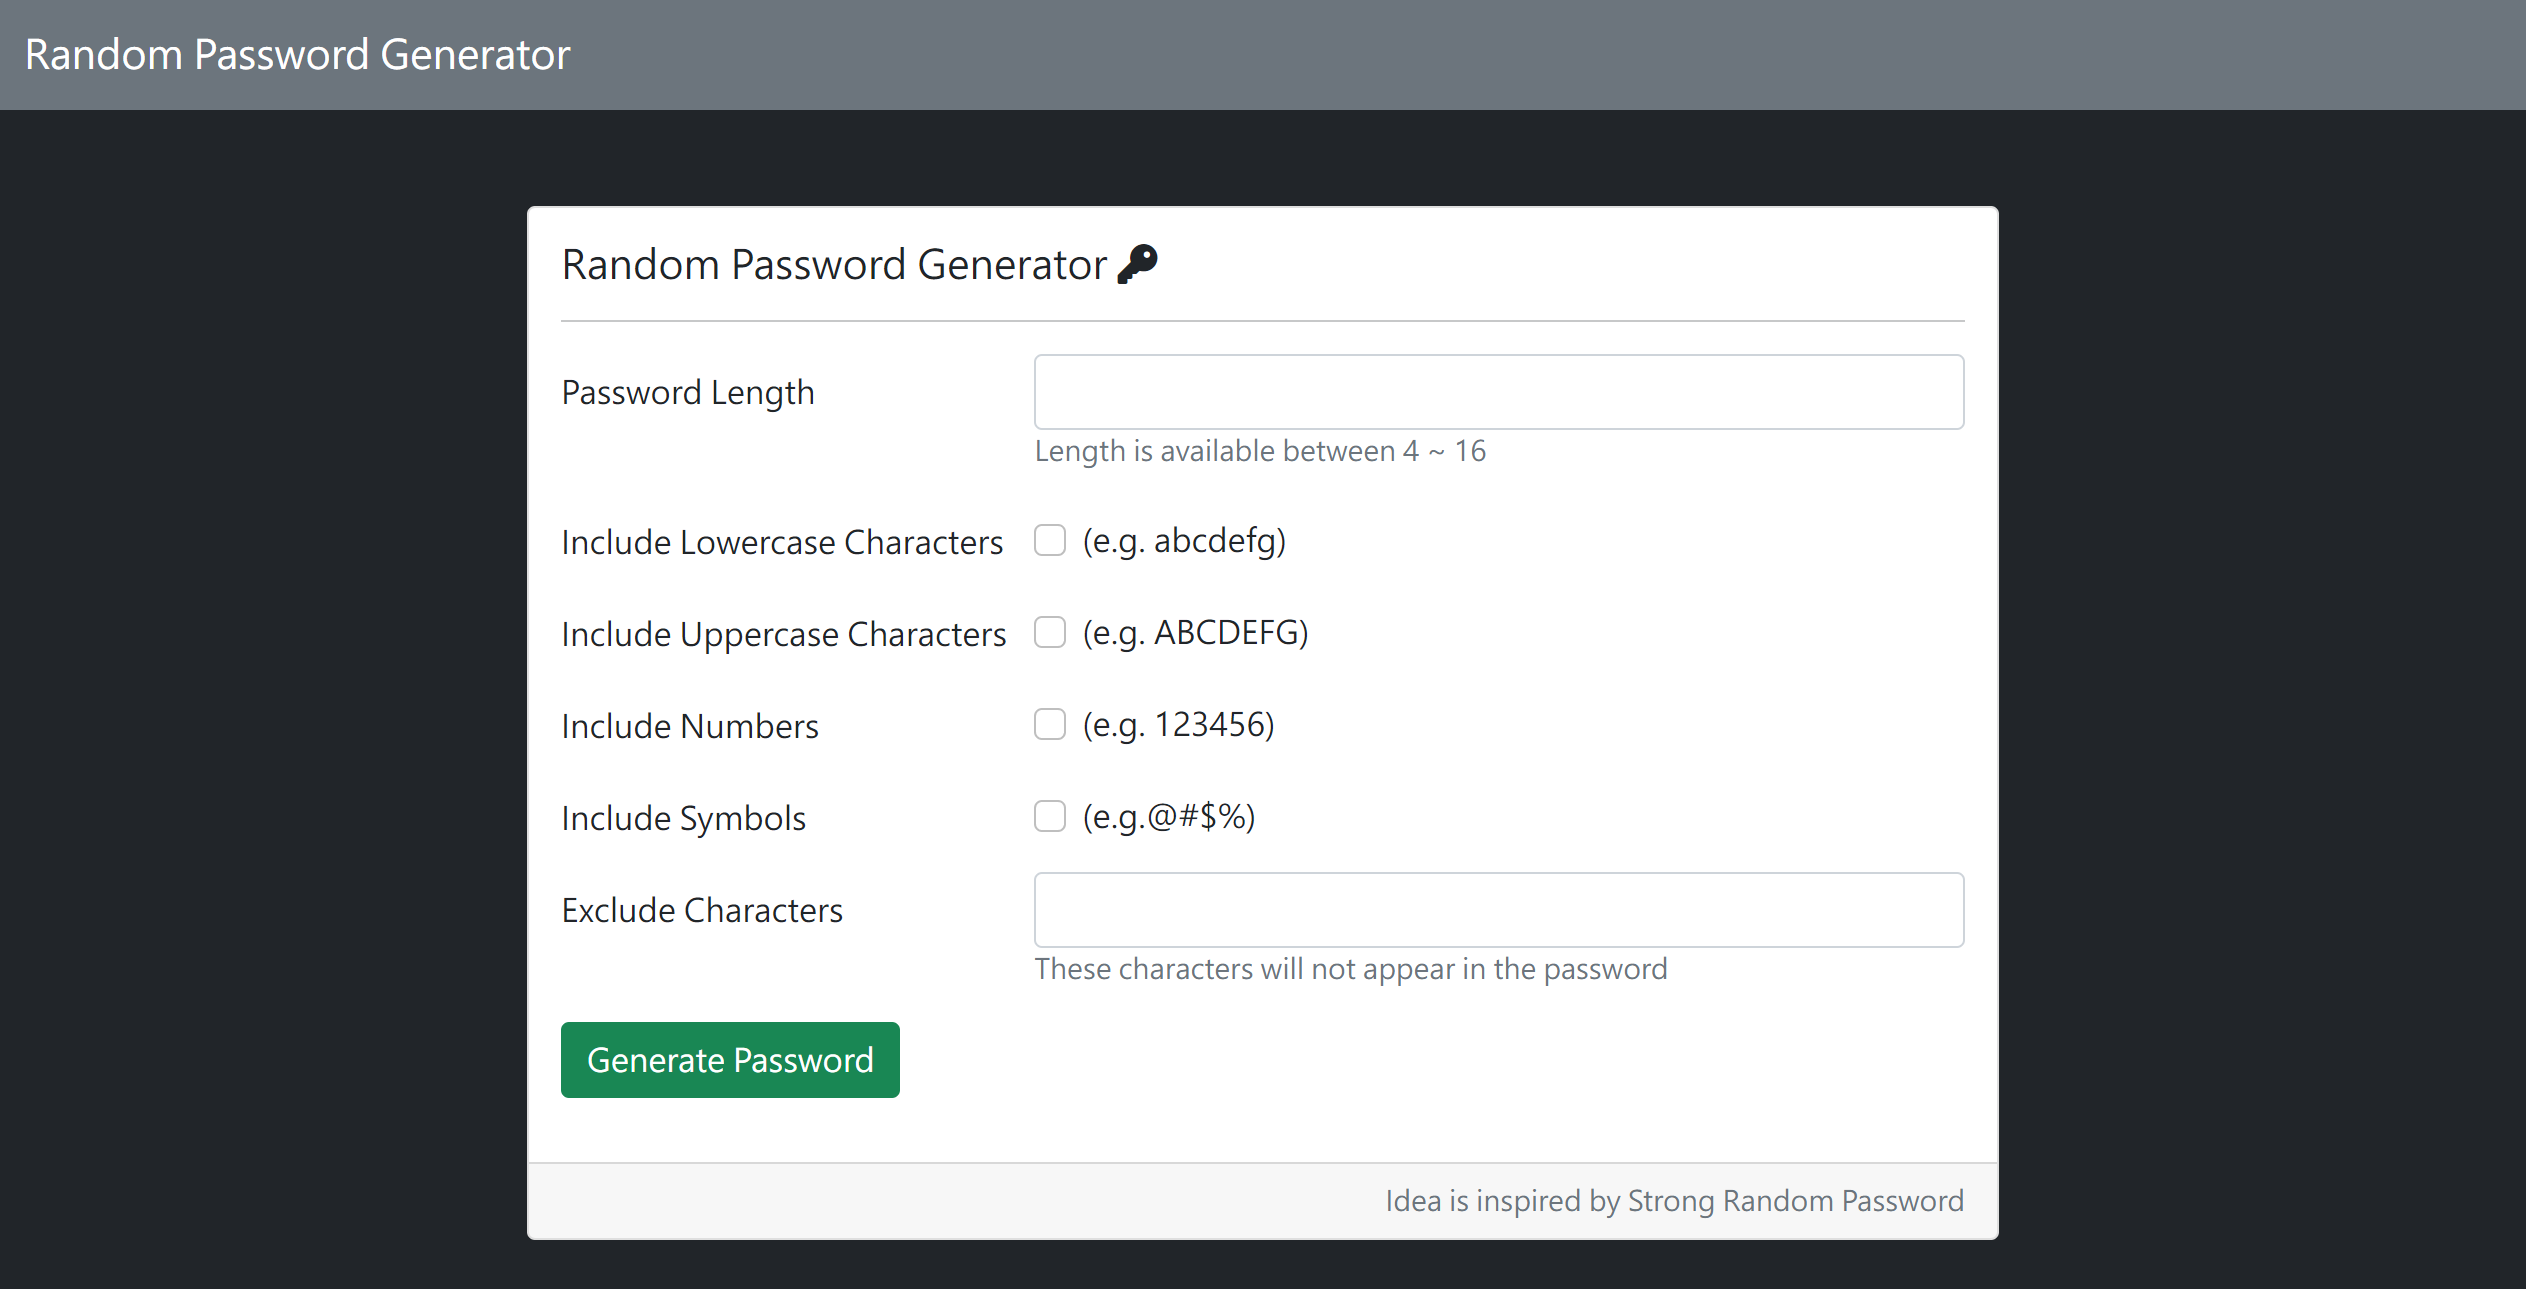 Random Password Generator
Random Password Generator
Password Length
Length is available between 4 ~ 16
Include Lowercase Characters (e.g. abcdefg)
Include Uppercase Characters (e.g. ABCDEFG)
Include Numbers (e.g. 123456)
Include Symbols (e.g.@#$%)
Exclude Characters
These characters will not appear in the password
Generate Password
Idea is inspired by Strong Random Password